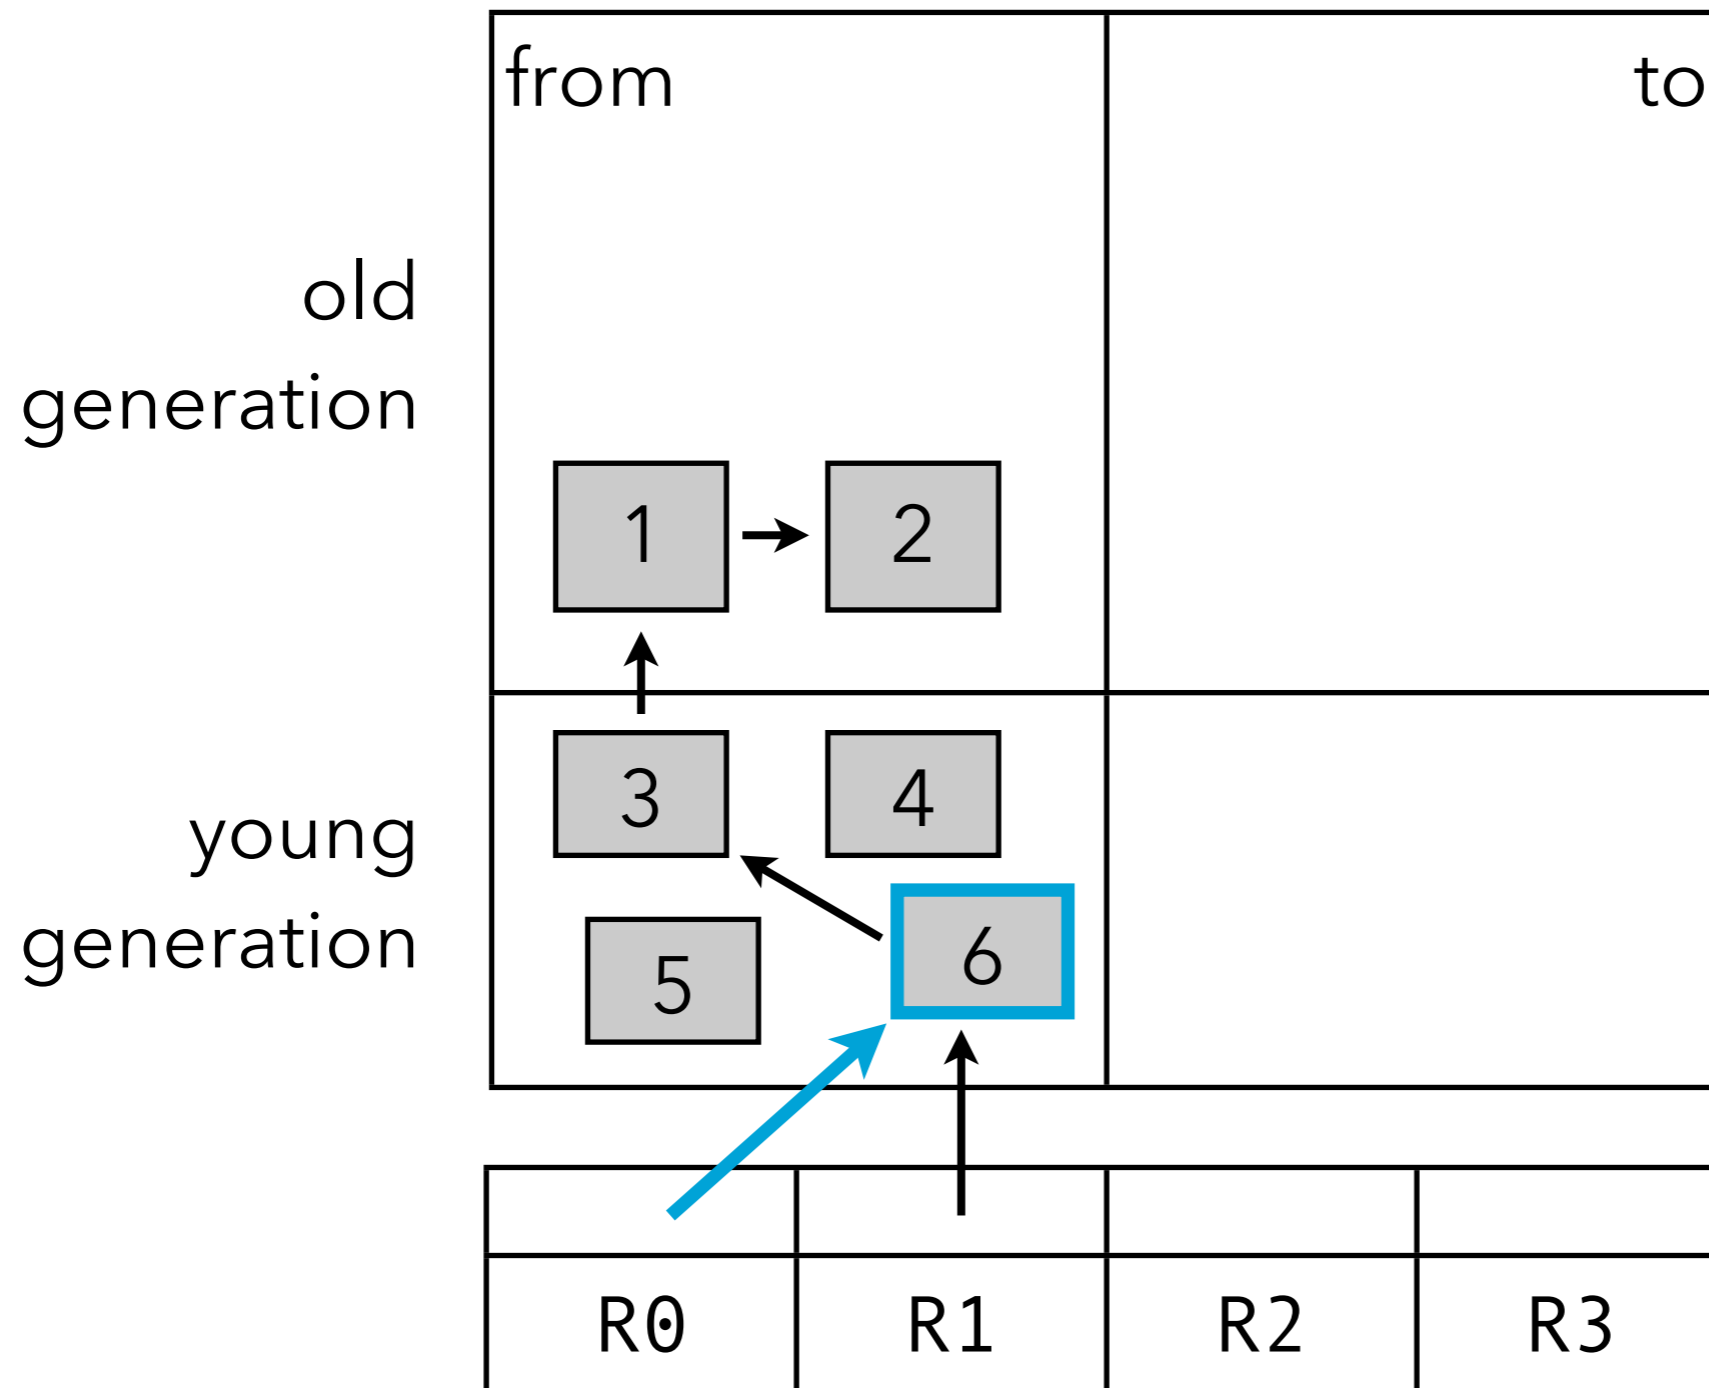 from
to
old
generation
1
2
young
generation
3
4
5
6
R0
R1
R2
R3